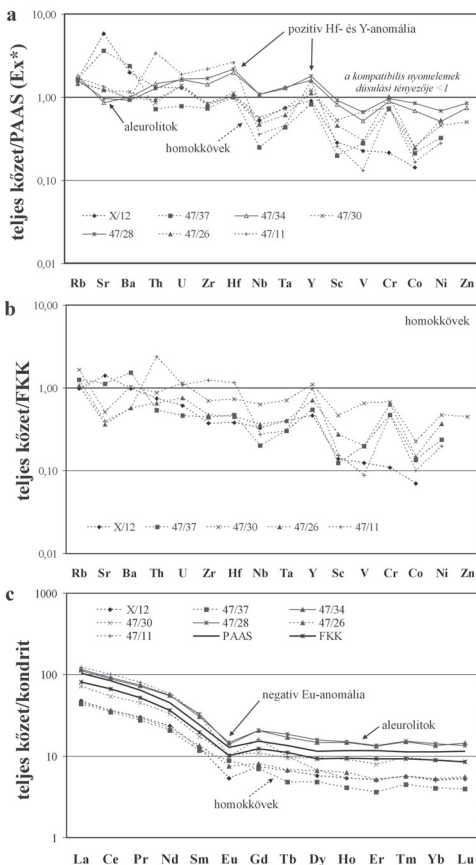 a
teljes kőzet/PAAS (Ex*)
10,00
1,00
0,10
0,01
pozitív Hf- és Y-anomália
a kompatibilis nyomelemek
dúsulási tényezője <1
aleurolitok
homokkövek
X/12 47/37 47/34 47/30
47/28 47/26 47/11
Rb Sr Ba Th U Zr Hf Nb Ta Y Sc V Cr Co Ni Zn
b
teljes kőzet/FKK
10,00
1,00
0,10
0,01
homokkövek
X/12 47/37 47/30 47/26 47/11
Rb Sr Ba Th U Zr Hf Nb Ta Y Sc V Cr Co Ni Zn
c
teljes kőzet/kondrit
1000
100
10
1
X/12 47/37 47/34
47/30 47/28 47/26
47/11 PAAS FKK
negatív Eu-anomália
aleurolitok
homokkövek
La Ce Pr Nd Sm Eu Gd Tb Dy Ho Er Tm Yb Lu